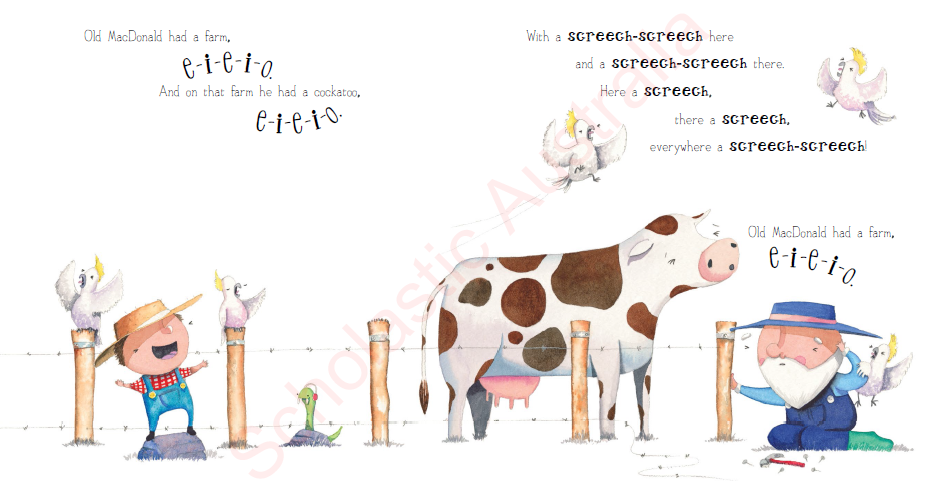 Old MacDonald had a farm,
e-i-e-i-o.
And on that farm he had a cockatoo,
e-i-e-i-o.
With a screech-screech here
and a screech-screech there.
Here a screech,
there a screech,
everywhere a screech-screech!
Old MacDonald had a farm,
e-i-e-i-o.
Scholastic Australia